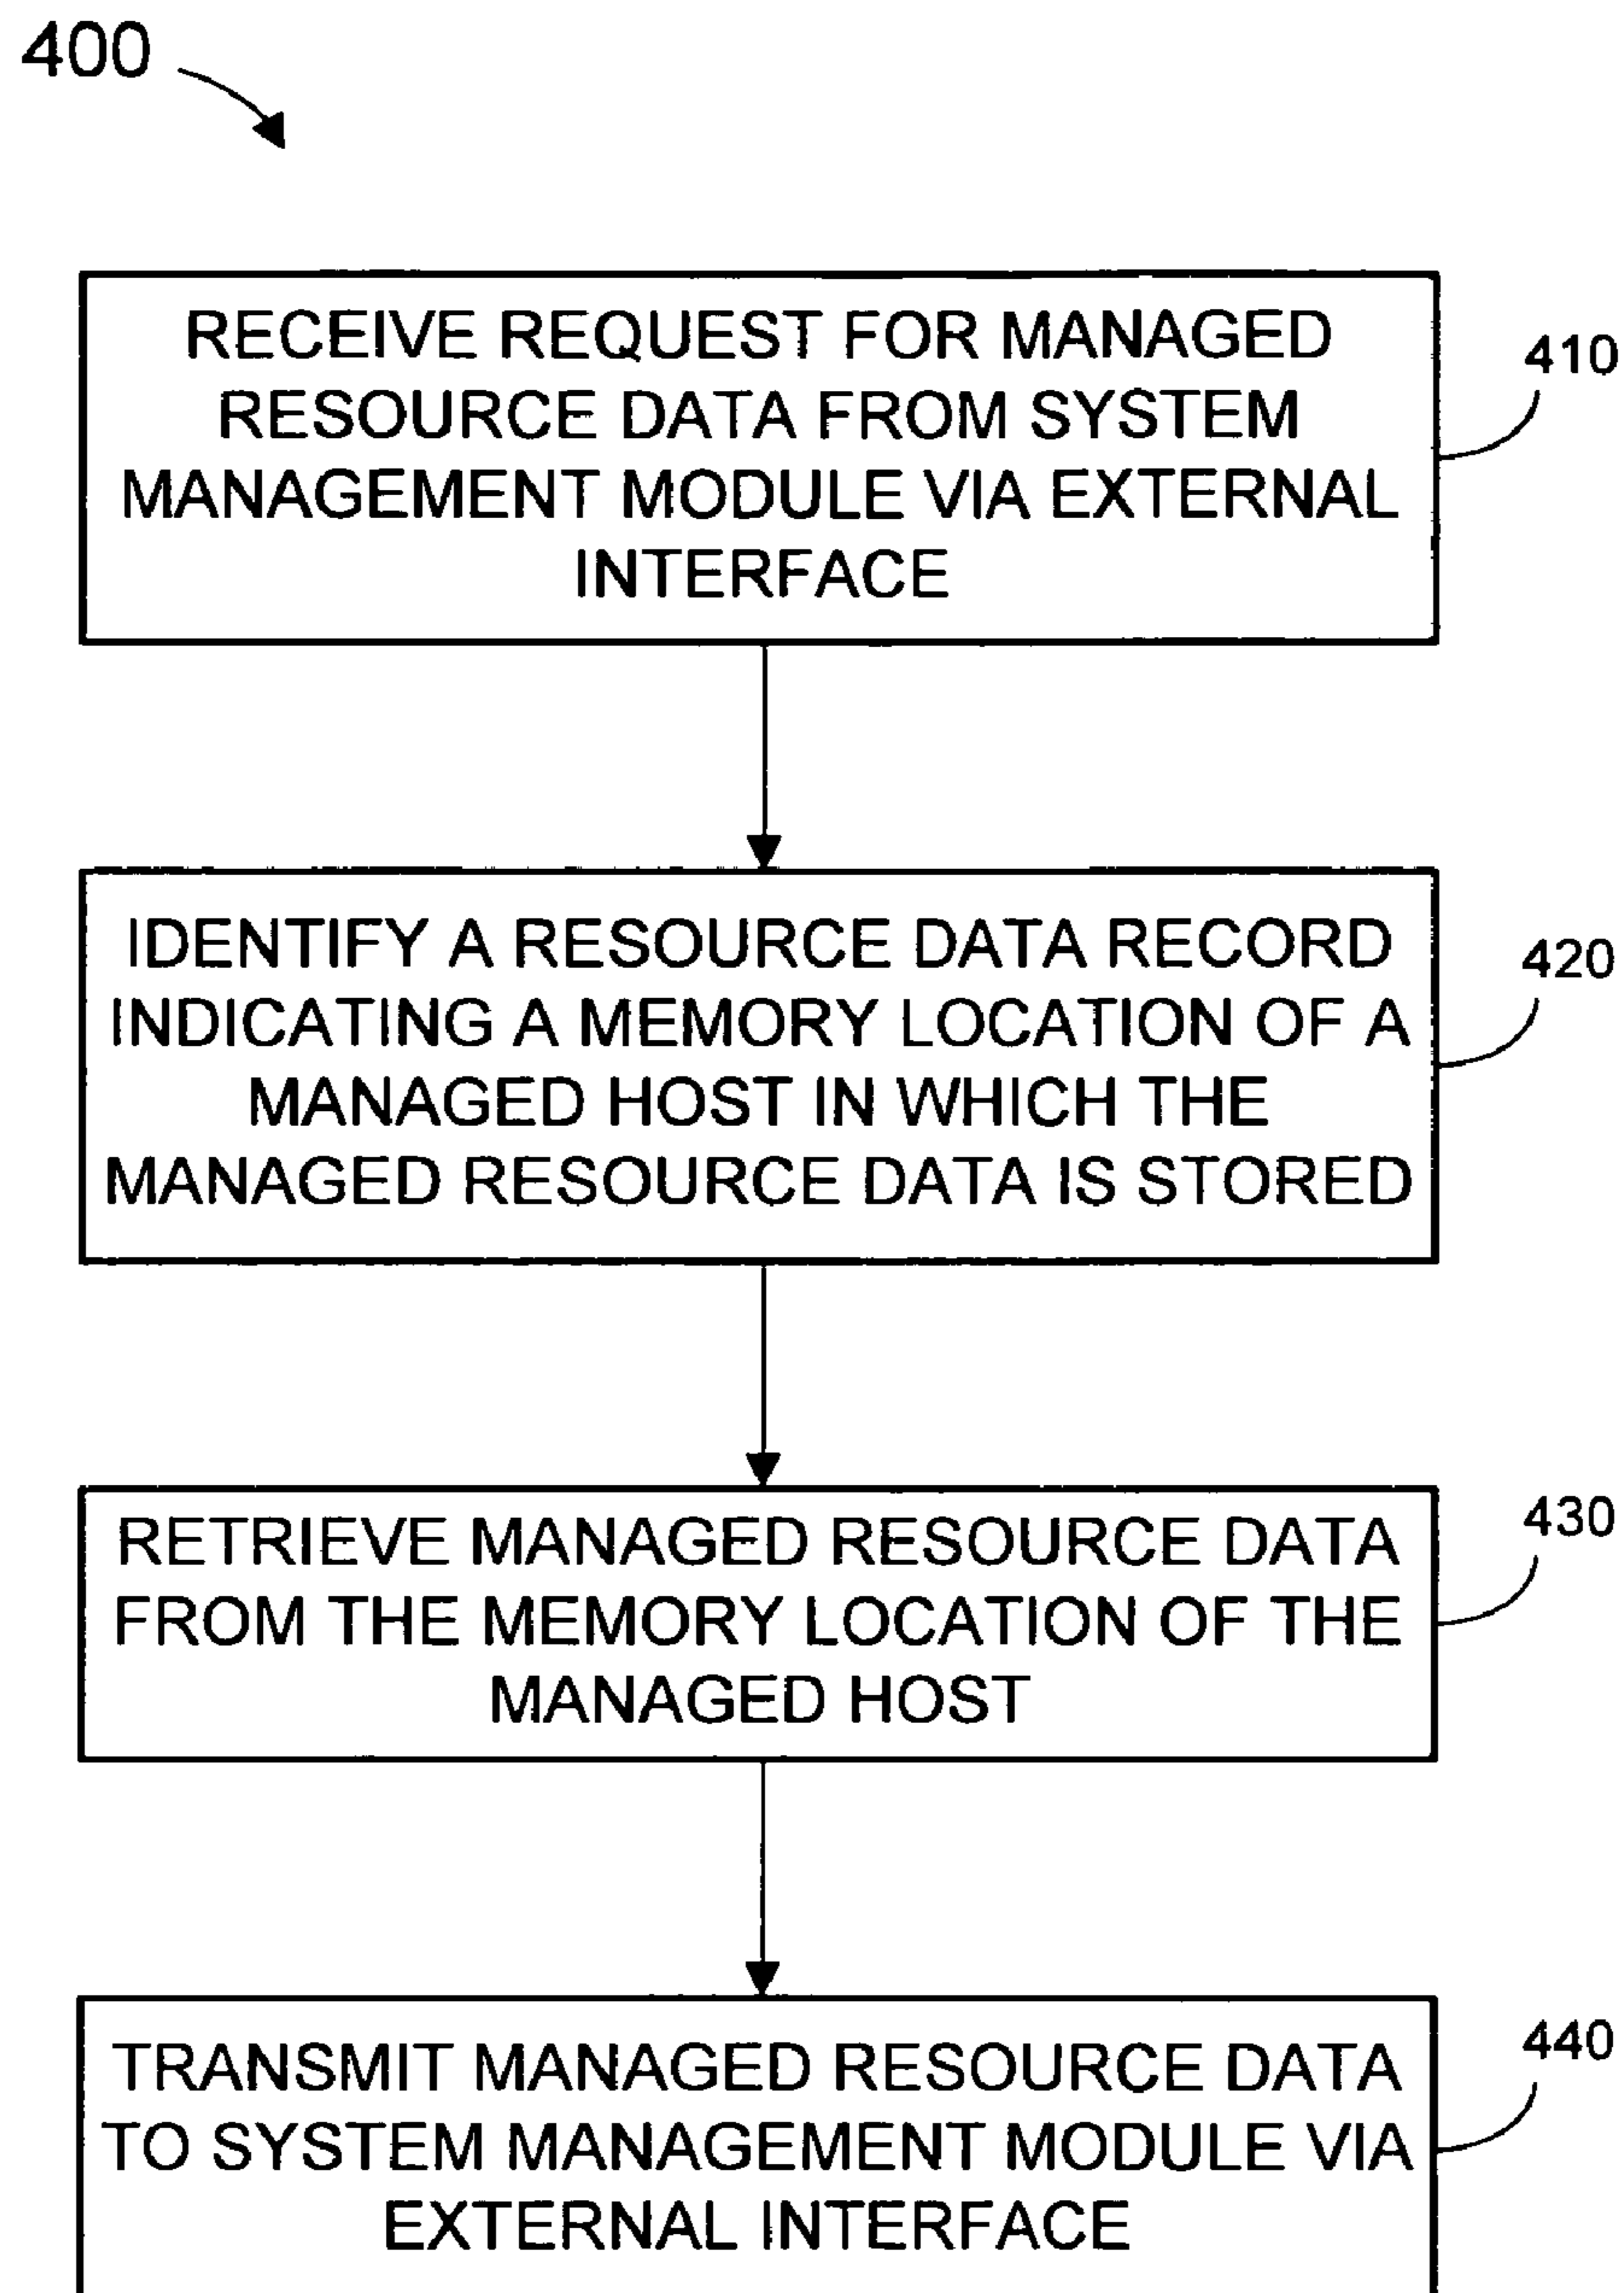 400
RECEIVE REQUEST FOR MANAGED
RESOURCE DATA FROM SYSTEM
MANAGEMENT MODULE VIA EXTERNAL
INTERFACE
410
IDENTIFY A RESOURCE DATA RECORD
INDICATING A MEMORY LOCATION OF A
MANAGED HOST IN WHICH THE
MANAGED RESOURCE DATA IS STORED
420
RETRIEVE MANAGED RESOURCE DATA
FROM THE MEMORY LOCATION OF THE
MANAGED HOST
430
TRANSMIT MANAGED RESOURCE DATA
TO SYSTEM MANAGEMENT MODULE VIA
EXTERNAL INTERFACE
440